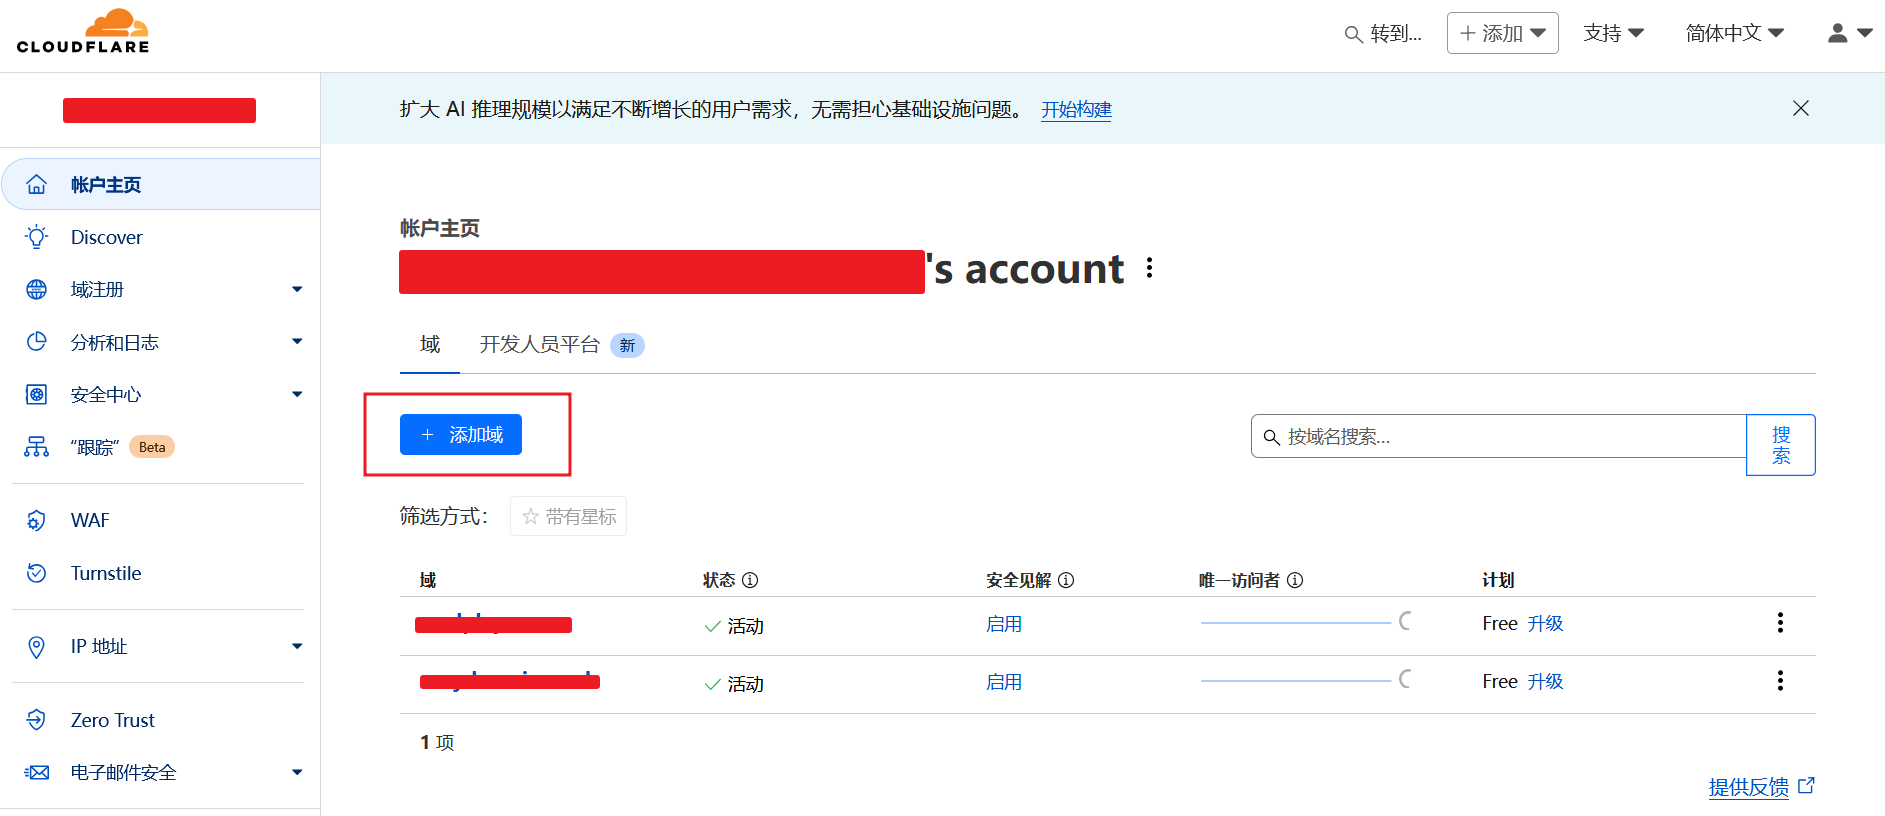 CLOUDFLARE
转到...
添加
支持
简体中文
扩大 AI 推理规模以满足不断增长的用户需求，无需担心基础设施问题。 开始构建
帐户主页
Discover
域注册
分析和日志
安全中心
“跟踪” Beta
WAF
Turnstile
IP 地址
Zero Trust
电子邮件安全
帐户主页
's account
域 开发人员平台 新
+ 添加域
按域名搜索...
搜
索
筛选方式： 带有星标
域 状态 安全见解 唯一访问者 计划
活动 启用 Free 升级
活动 启用 Free 升级
1 项
提供反馈